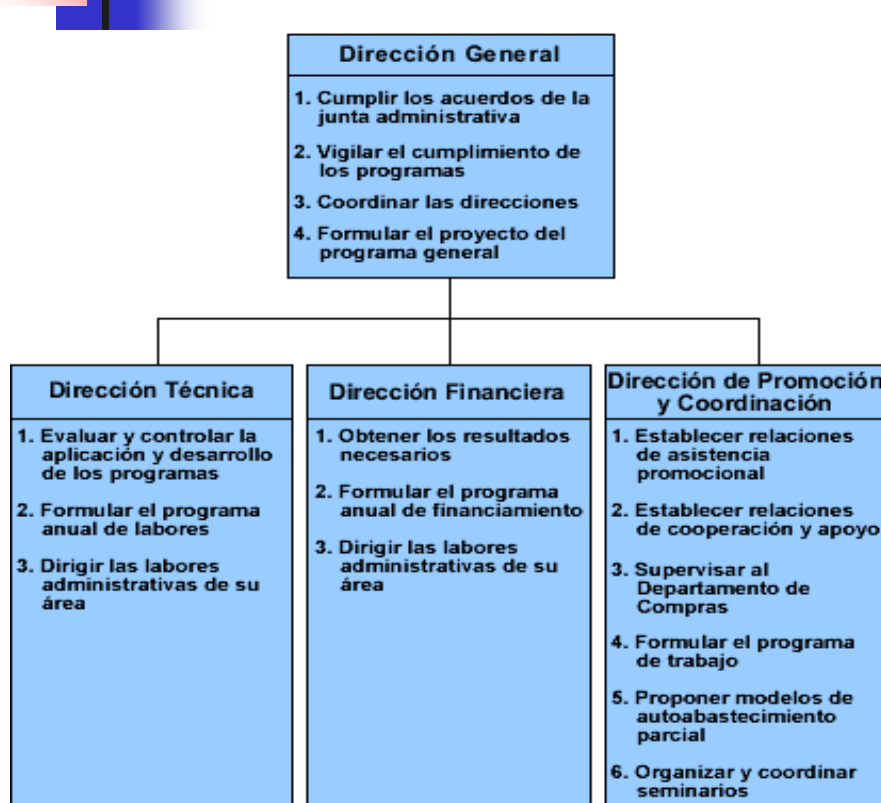 Dirección General
1. Cumplir los acuerdos de la
junta administrativa
2. Vigilar el cumplimiento de
los programas
3. Coordinar las direcciones
4. Formular el proyecto del
programa general
Dirección Técnica
1. Evaluar y controlar la
aplicación y desarrollo
de los programas
2. Formular el programa
anual de labores
3. Dirigir las labores
administrativas de su
área
Dirección Financiera
1. Obtener los resultados
necesarios
2. Formular el programa
anual de financiamiento
3. Dirigir las labores
administrativas de su
área
Dirección de Promoción
y Coordinación
1. Establecer relaciones
de asistencia
promocional
2. Establecer relaciones
de cooperación y apoyo
3. Supervisar al
Departamento de
Compras
4. Formular el programa
de trabajo
5. Proponer modelos de
autoabastecimiento
parcial
6. Organizar y coordinar
seminarios